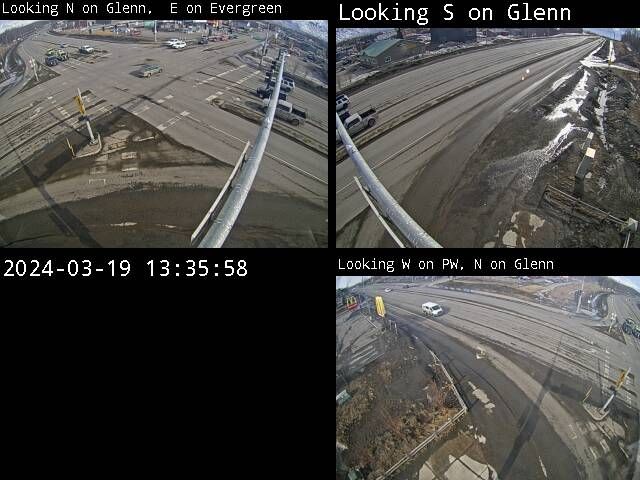 Looking N on Glenn,  E on Evergreen
Looking S on Glenn
2024-03-19 13:35:58
Looking W on PW, N on Glenn